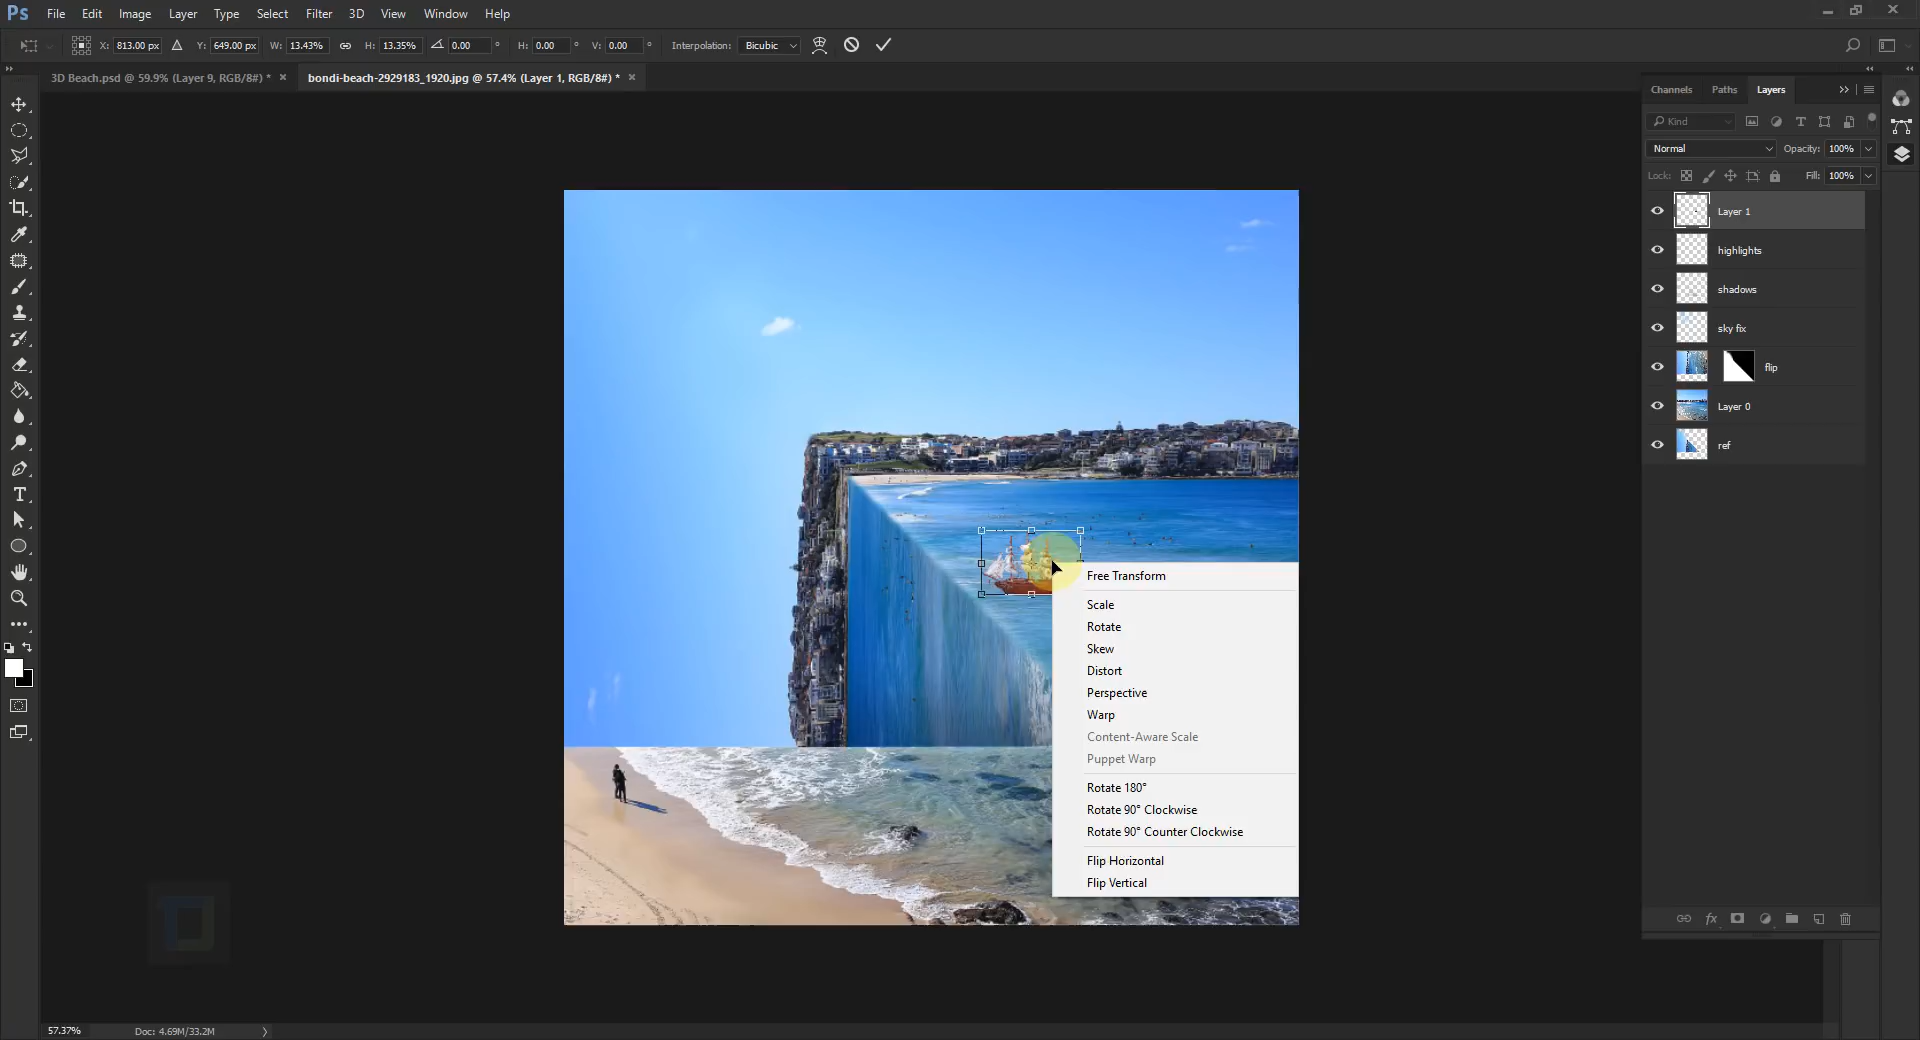 Ps File Edit Image Layer Type Select Filter 3D View Window Help
X: 813.00 px Y: 649.00 px W: 13.43% H: 13.35% 0.00 ° H: 0.00 ° V: 0.00 ° Interpolation: Bicubic
3D Beach.psd @ 59.9% (Layer 9, RGB/8#) * × bondi-beach-2929183_1920.jpg @ 57.4% (Layer 1, RGB/8#) * ×
Channels Paths Layers
Kind
Normal Opacity: 100%
Lock: Fill: 100%
Layer 1
highlights
shadows
sky fix
flip
Layer 0
ref
Free Transform
Scale
Rotate
Skew
Distort
Perspective
Warp
Content-Aware Scale
Puppet Warp
Rotate 180°
Rotate 90° Clockwise
Rotate 90° Counter Clockwise
Flip Horizontal
Flip Vertical
57.37% Doc: 4.69M/33.2M